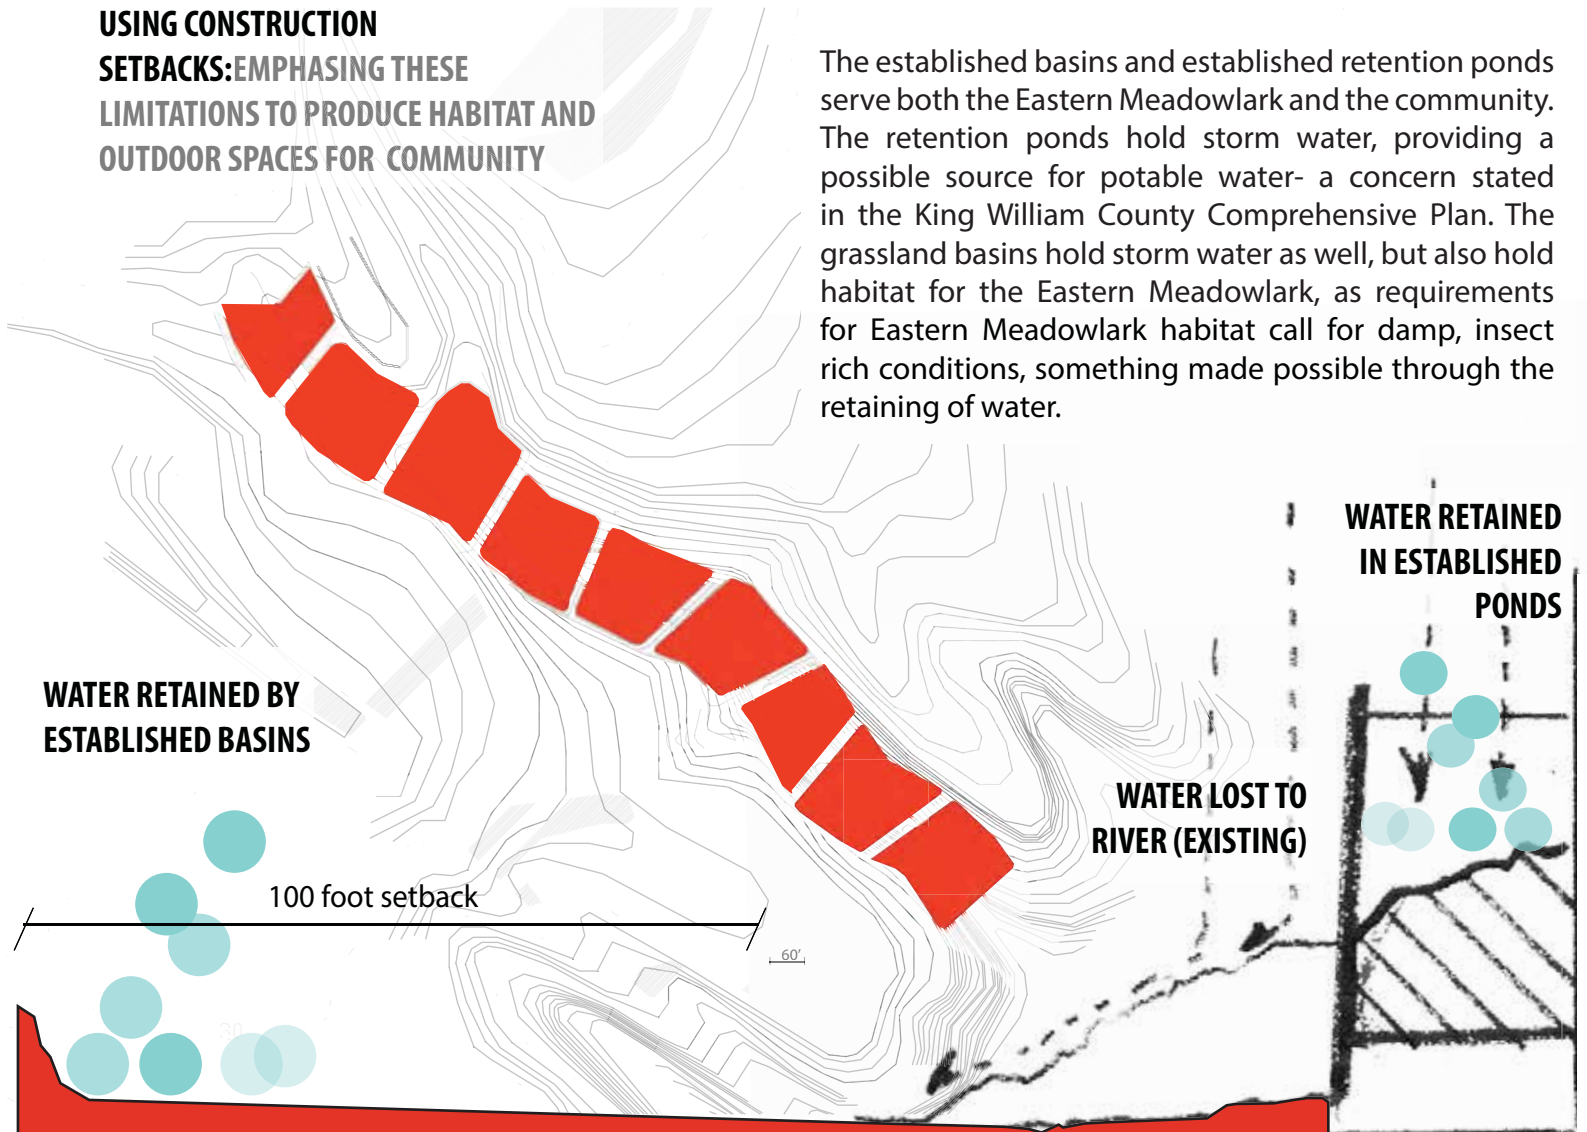 USING CONSTRUCTION
SETBACKS:EMPHASING THESE
LIMITATIONS TO PRODUCE HABITAT AND
OUTDOOR SPACES FOR COMMUNITY
The established basins and established retention ponds
serve both the Eastern Meadowlark and the community.
The retention ponds hold storm water, providing a
possible source for potable water- a concern stated
in the King William County Comprehensive Plan. The
grassland basins hold storm water as well, but also hold
habitat for the Eastern Meadowlark, as requirements
for Eastern Meadowlark habitat call for damp, insect
rich conditions, something made possible through the
retaining of water.
WATER RETAINED
IN ESTABLISHED
PONDS
WATER RETAINED BY
ESTABLISHED BASINS
WATER LOST TO
RIVER (EXISTING)
100 foot setback
60'
30